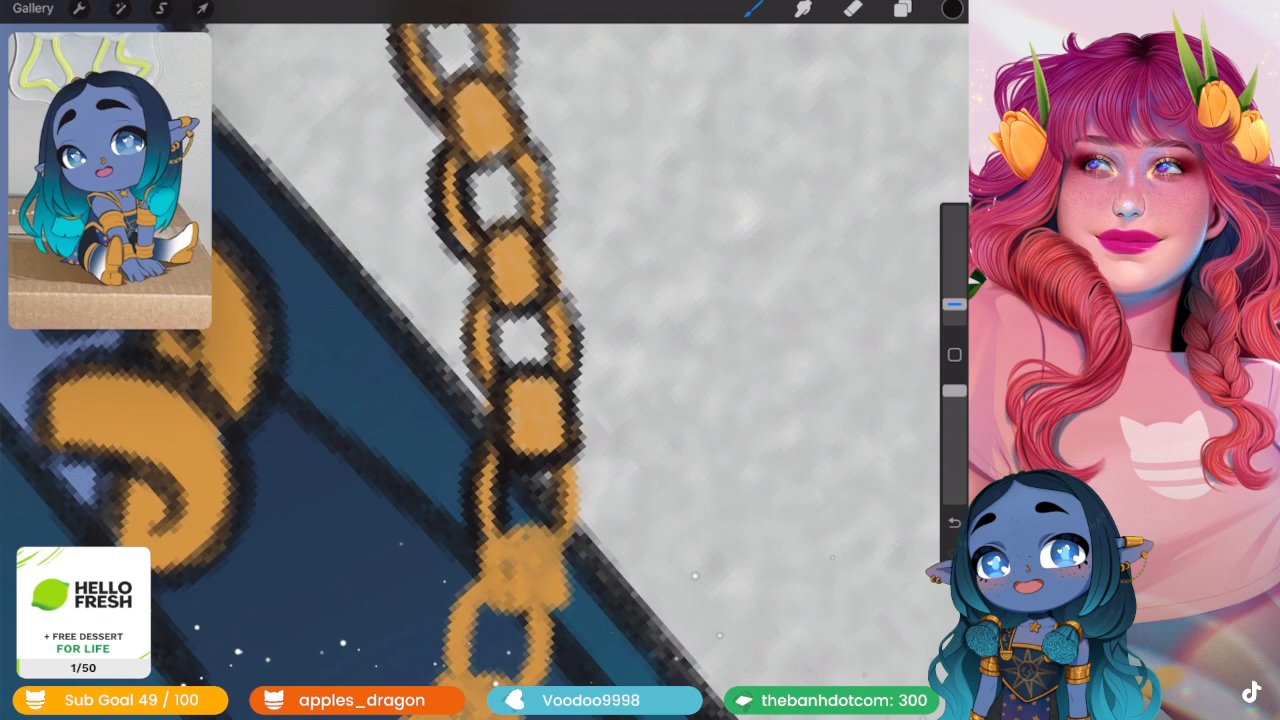 Gallery
HELLO
FRESH
+ FREE DESSERT
FOR LIFE
1/50
Sub Goal 49 / 100
apples_dragon
Voodoo9998
thebanhdotcom: 300